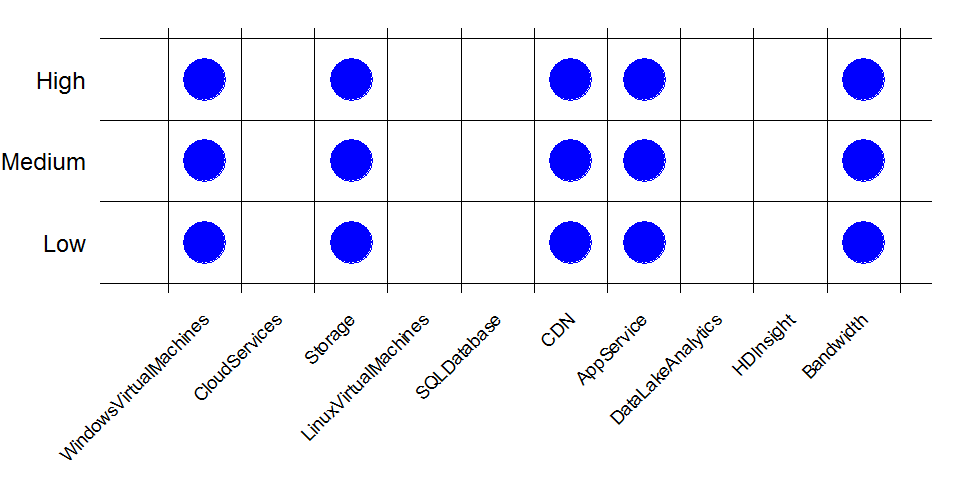 High
Medium
Low
WindowsVirtualMachines
CloudServices
Storage
LinuxVirtualMachines
SQLDatabase
CDN
AppService
DataLakeAnalytics
HDInsight
Bandwidth